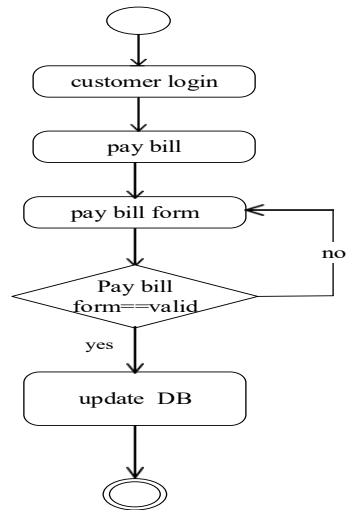 customer login
pay bill
pay bill form
Pay bill
form==valid
no
yes
update DB